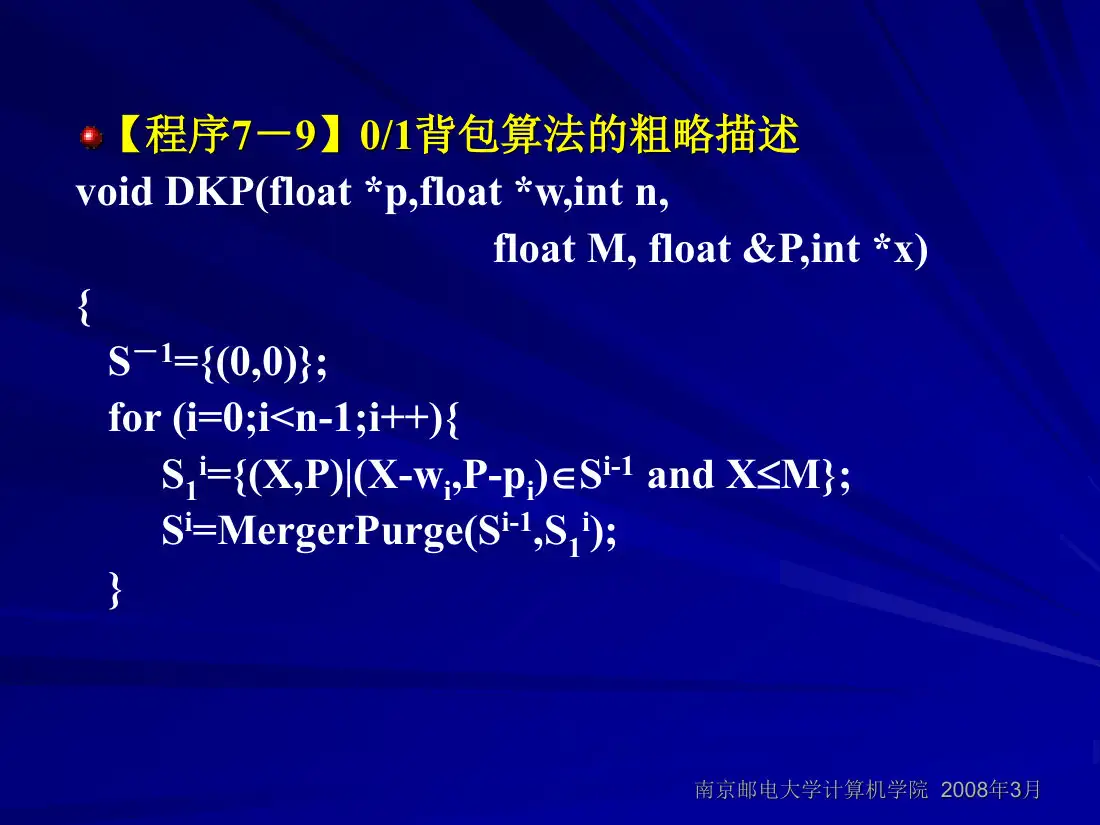 【程序7－9】0/1背包算法的粗略描述
void DKP(float *p,float *w,int n,
float M, float &P,int *x)
{
S⁻¹={(0,0)};
for (i=0;i<n-1;i++){
S₁ⁱ={(X,P)|(X-wᵢ,P-pᵢ)∈Sⁱ⁻¹ and X≤M};
Sⁱ=MergerPurge(Sⁱ⁻¹,S₁ⁱ);
}
南京邮电大学计算机学院 2008年3月